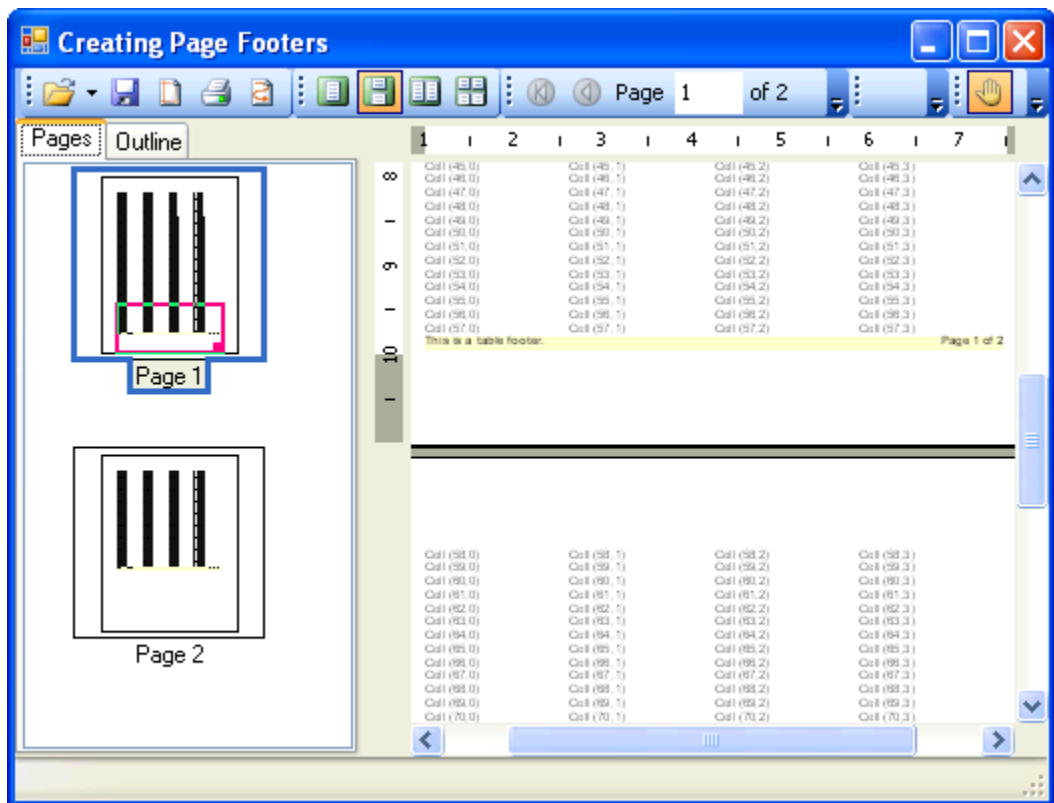 Creating Page Footers
Page 1 of 2
Pages Outline
1 2 3 4 5 6 7
8
9
10
Page 1
Page 2
Cell (45,0) Cell (45,1) Cell (45,2) Cell (45,3)
Cell (46,0) Cell (46,1) Cell (46,2) Cell (46,3)
Cell (47,0) Cell (47,1) Cell (47,2) Cell (47,3)
Cell (48,0) Cell (48,1) Cell (48,2) Cell (48,3)
Cell (49,0) Cell (49,1) Cell (49,2) Cell (49,3)
Cell (50,0) Cell (50,1) Cell (50,2) Cell (50,3)
Cell (51,0) Cell (51,1) Cell (51,2) Cell (51,3)
Cell (52,0) Cell (52,1) Cell (52,2) Cell (52,3)
Cell (53,0) Cell (53,1) Cell (53,2) Cell (53,3)
Cell (54,0) Cell (54,1) Cell (54,2) Cell (54,3)
Cell (55,0) Cell (55,1) Cell (55,2) Cell (55,3)
Cell (56,0) Cell (56,1) Cell (56,2) Cell (56,3)
Cell (57,0) Cell (57,1) Cell (57,2) Cell (57,3)
This is a table footer. Page 1 of 2
Cell (58,0) Cell (58,1) Cell (58,2) Cell (58,3)
Cell (59,0) Cell (59,1) Cell (59,2) Cell (59,3)
Cell (60,0) Cell (60,1) Cell (60,2) Cell (60,3)
Cell (61,0) Cell (61,1) Cell (61,2) Cell (61,3)
Cell (62,0) Cell (62,1) Cell (62,2) Cell (62,3)
Cell (63,0) Cell (63,1) Cell (63,2) Cell (63,3)
Cell (64,0) Cell (64,1) Cell (64,2) Cell (64,3)
Cell (65,0) Cell (65,1) Cell (65,2) Cell (65,3)
Cell (66,0) Cell (66,1) Cell (66,2) Cell (66,3)
Cell (67,0) Cell (67,1) Cell (67,2) Cell (67,3)
Cell (68,0) Cell (68,1) Cell (68,2) Cell (68,3)
Cell (69,0) Cell (69,1) Cell (69,2) Cell (69,3)
Cell (70,0) Cell (70,1) Cell (70,2) Cell (70,3)